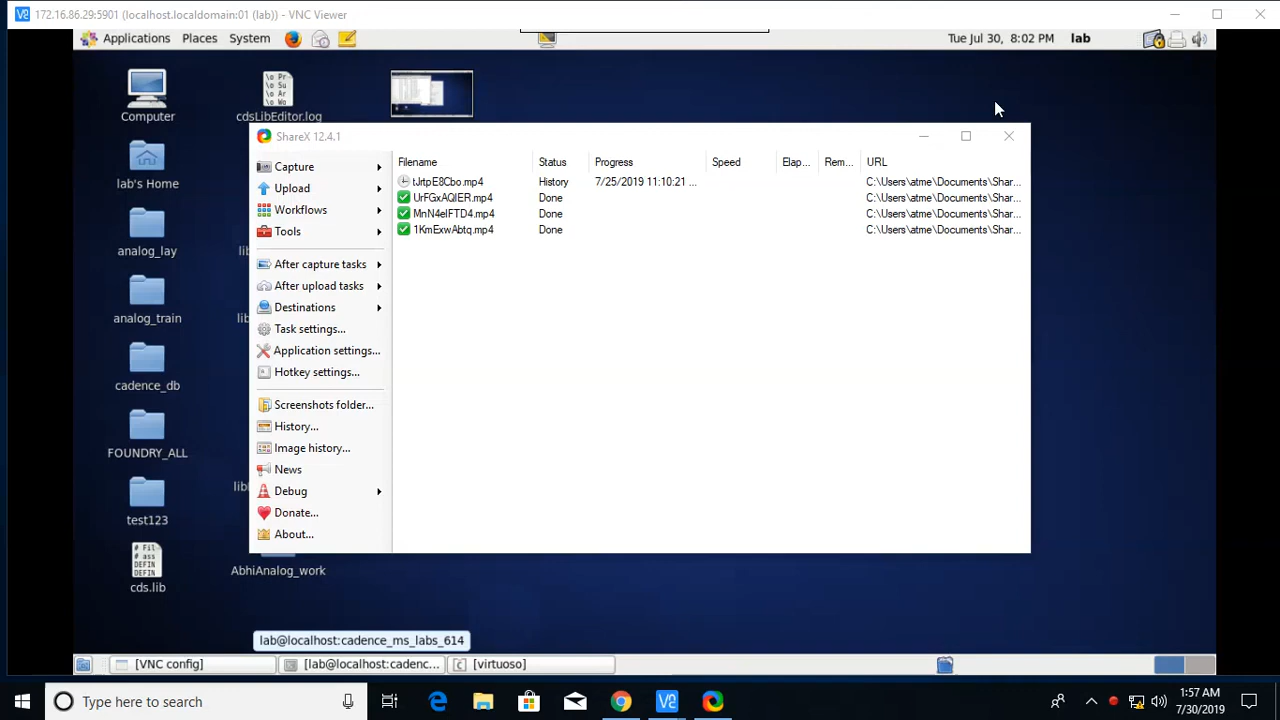 172.16.86.29:5901 (localhost.localdomain:01 (lab)) - VNC Viewer
Applications Places System Tue Jul 30, 8:02 PM lab
Computer
cdsLibEditor.log
lab's Home
analog_lay
analog_train
cadence_db
FOUNDRY_ALL
test123
cds.lib
AbhiAnalog_work
ShareX 12.4.1
Capture
Upload
Workflows
Tools
After capture tasks
After upload tasks
Destinations
Task settings...
Application settings...
Hotkey settings...
Screenshots folder...
History...
Image history...
News
Debug
Donate...
About...
Filename Status Progress Speed Elap... Rem... URL
tJrtpE8Cbo.mp4 History 7/25/2019 11:10:21 ... C:\Users\atme\Documents\Shar...
UrFGxAQIER.mp4 Done C:\Users\atme\Documents\Shar...
MnN4eIFTD4.mp4 Done C:\Users\atme\Documents\Shar...
1KmExwAbtq.mp4 Done C:\Users\atme\Documents\Shar...
lab@localhost:cadence_ms_labs_614
[VNC config] [lab@localhost:cadenc... [virtuoso]
Type here to search
1:57 AM
7/30/2019